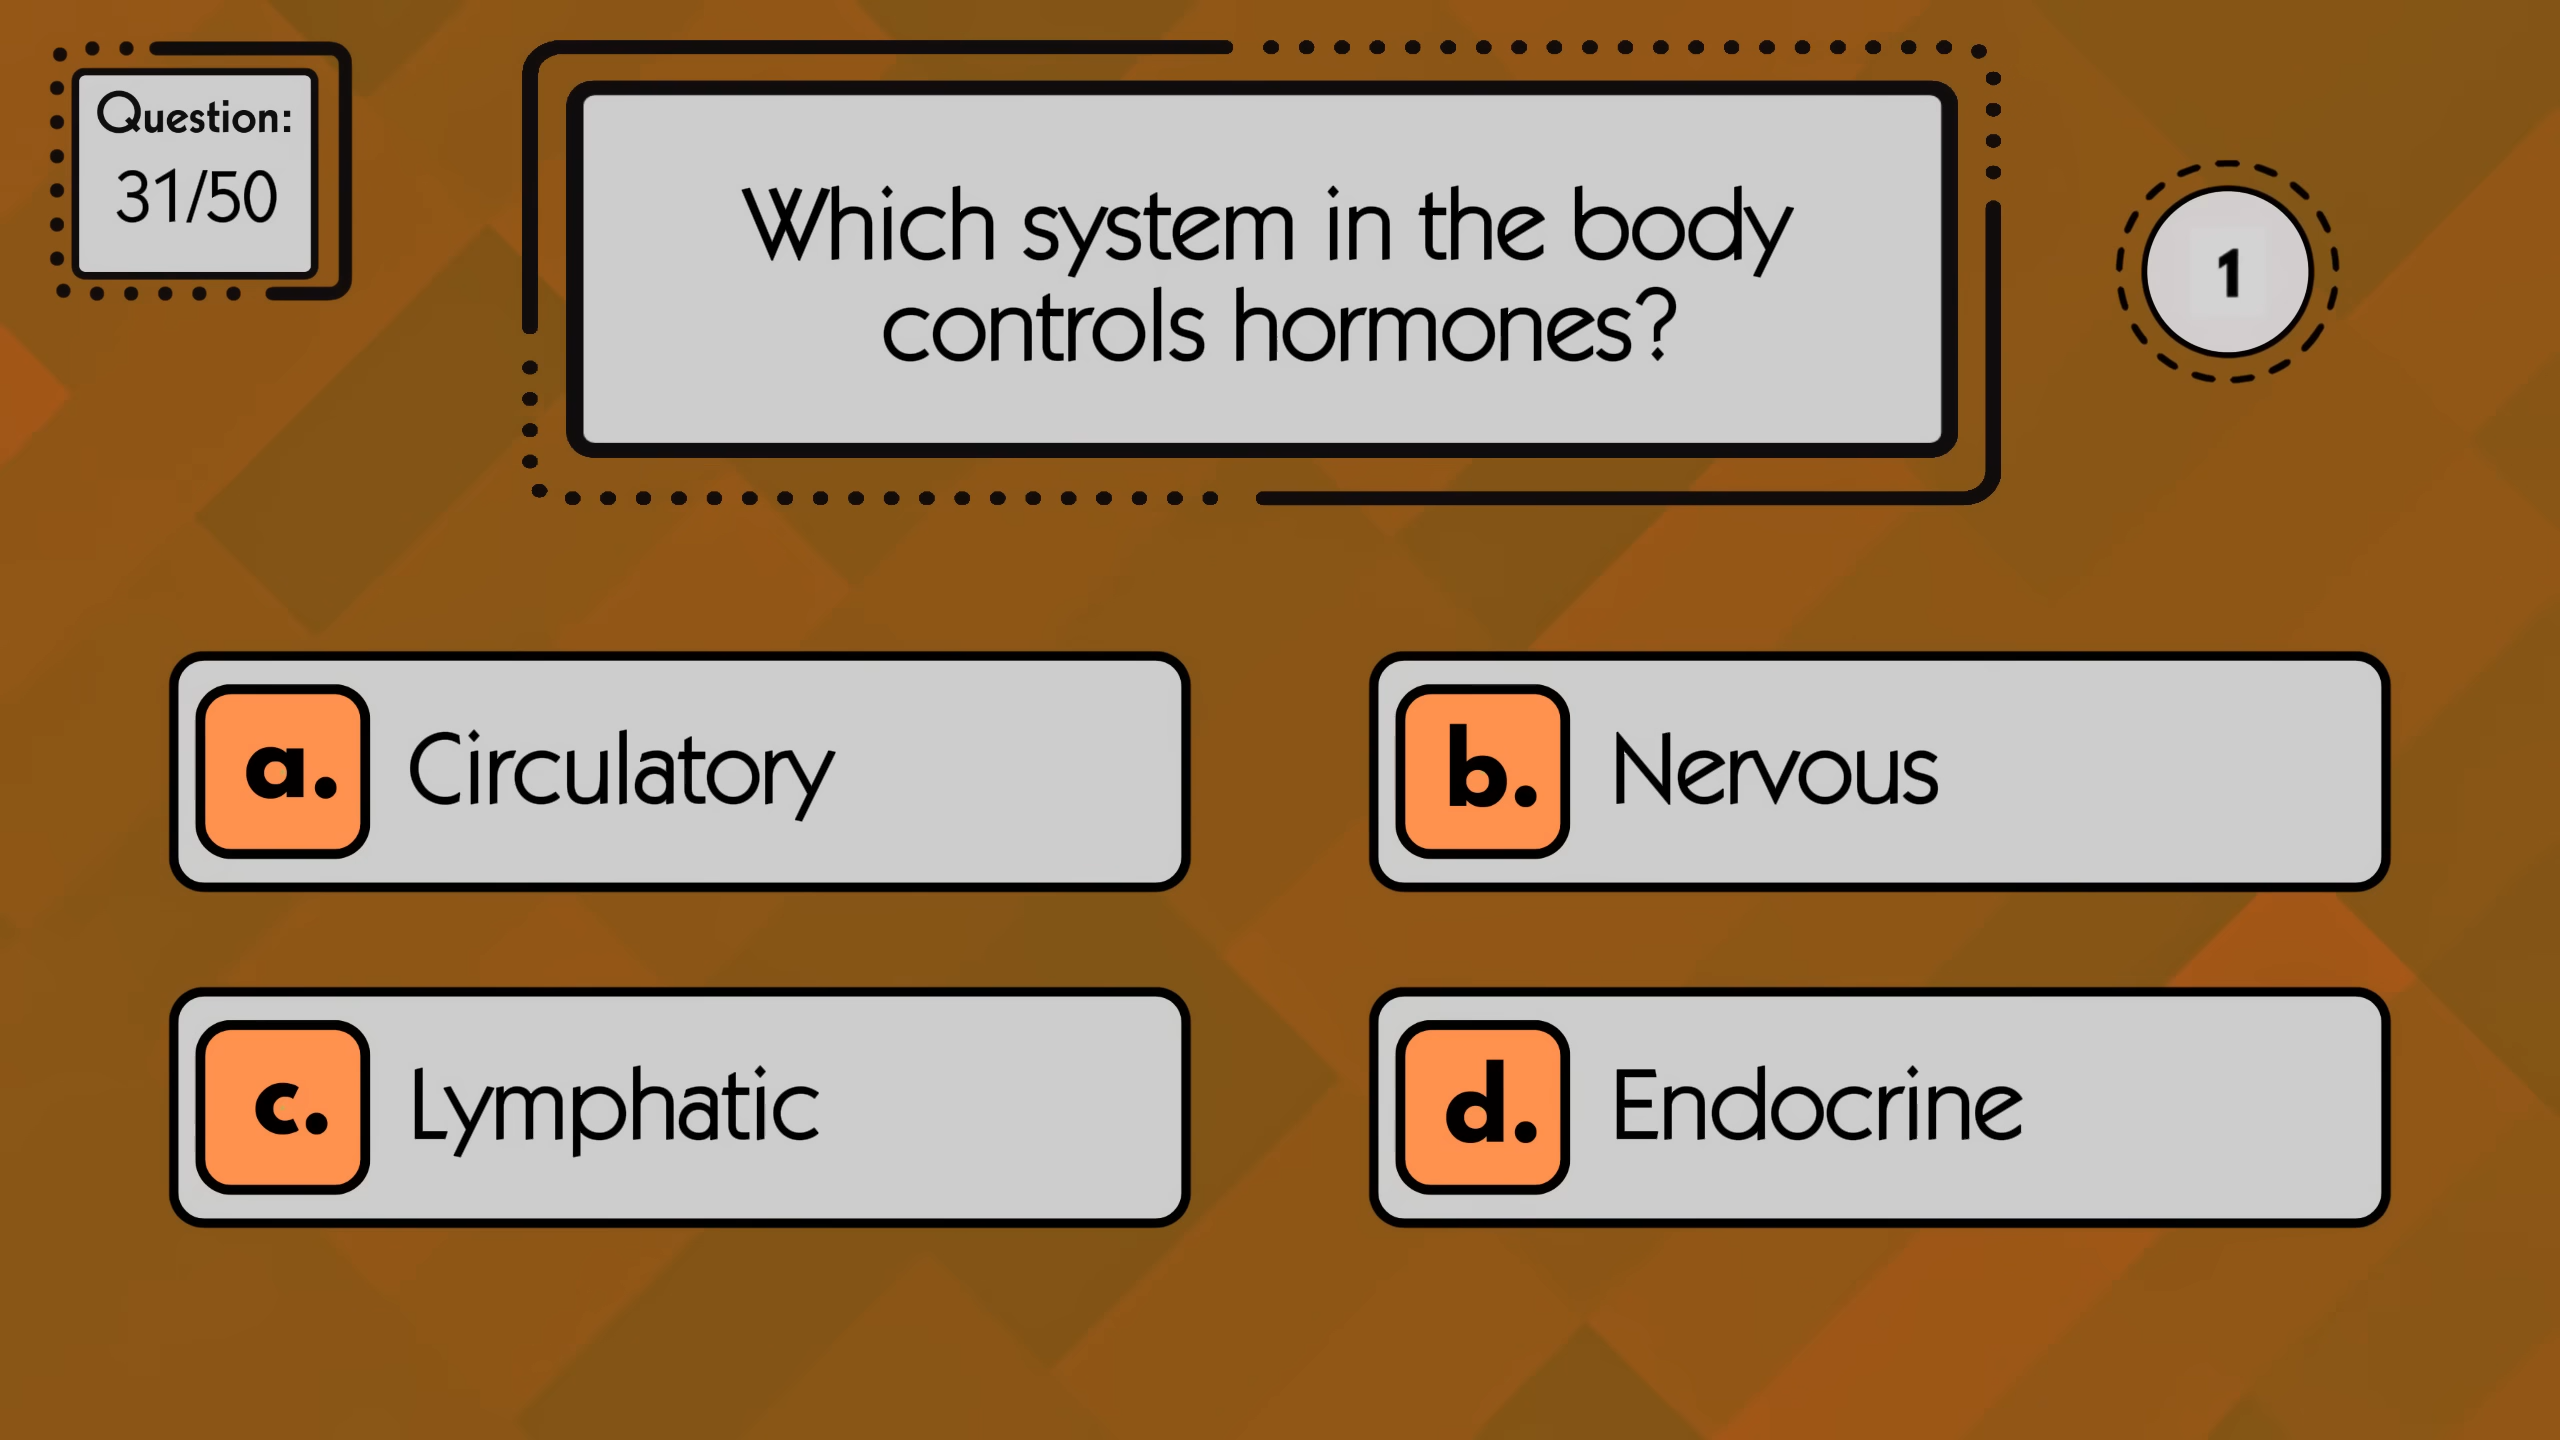 Question:
31/50
Which system in the body
controls hormones?
1
a. Circulatory
b. Nervous
c. Lymphatic
d. Endocrine